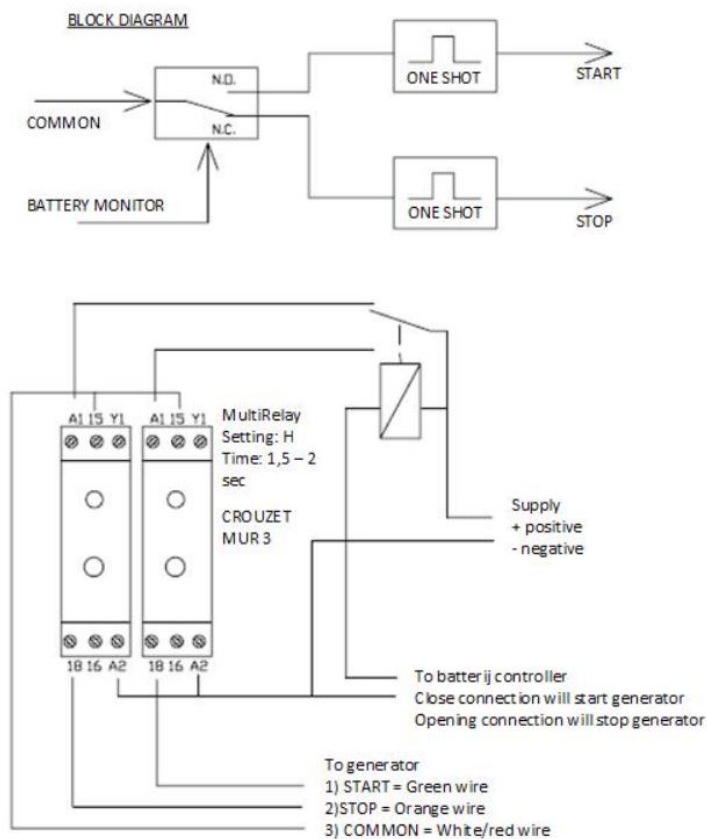 BLOCK DIAGRAM
N.O.
ONE SHOT
START
COMMON
N.C.
BATTERY MONITOR
ONE SHOT
STOP
A1 15 Y1
A1 15 Y1
MultiRelay
Setting: H
Time: 1,5 – 2
sec
CROUZET
MUR 3
Supply
+ positive
- negative
18 16 A2
18 16 A2
To batterij controller
Close connection will start generator
Opening connection will stop generator
To generator
1) START = Green wire
2)STOP = Orange wire
3) COMMON = White/red wire